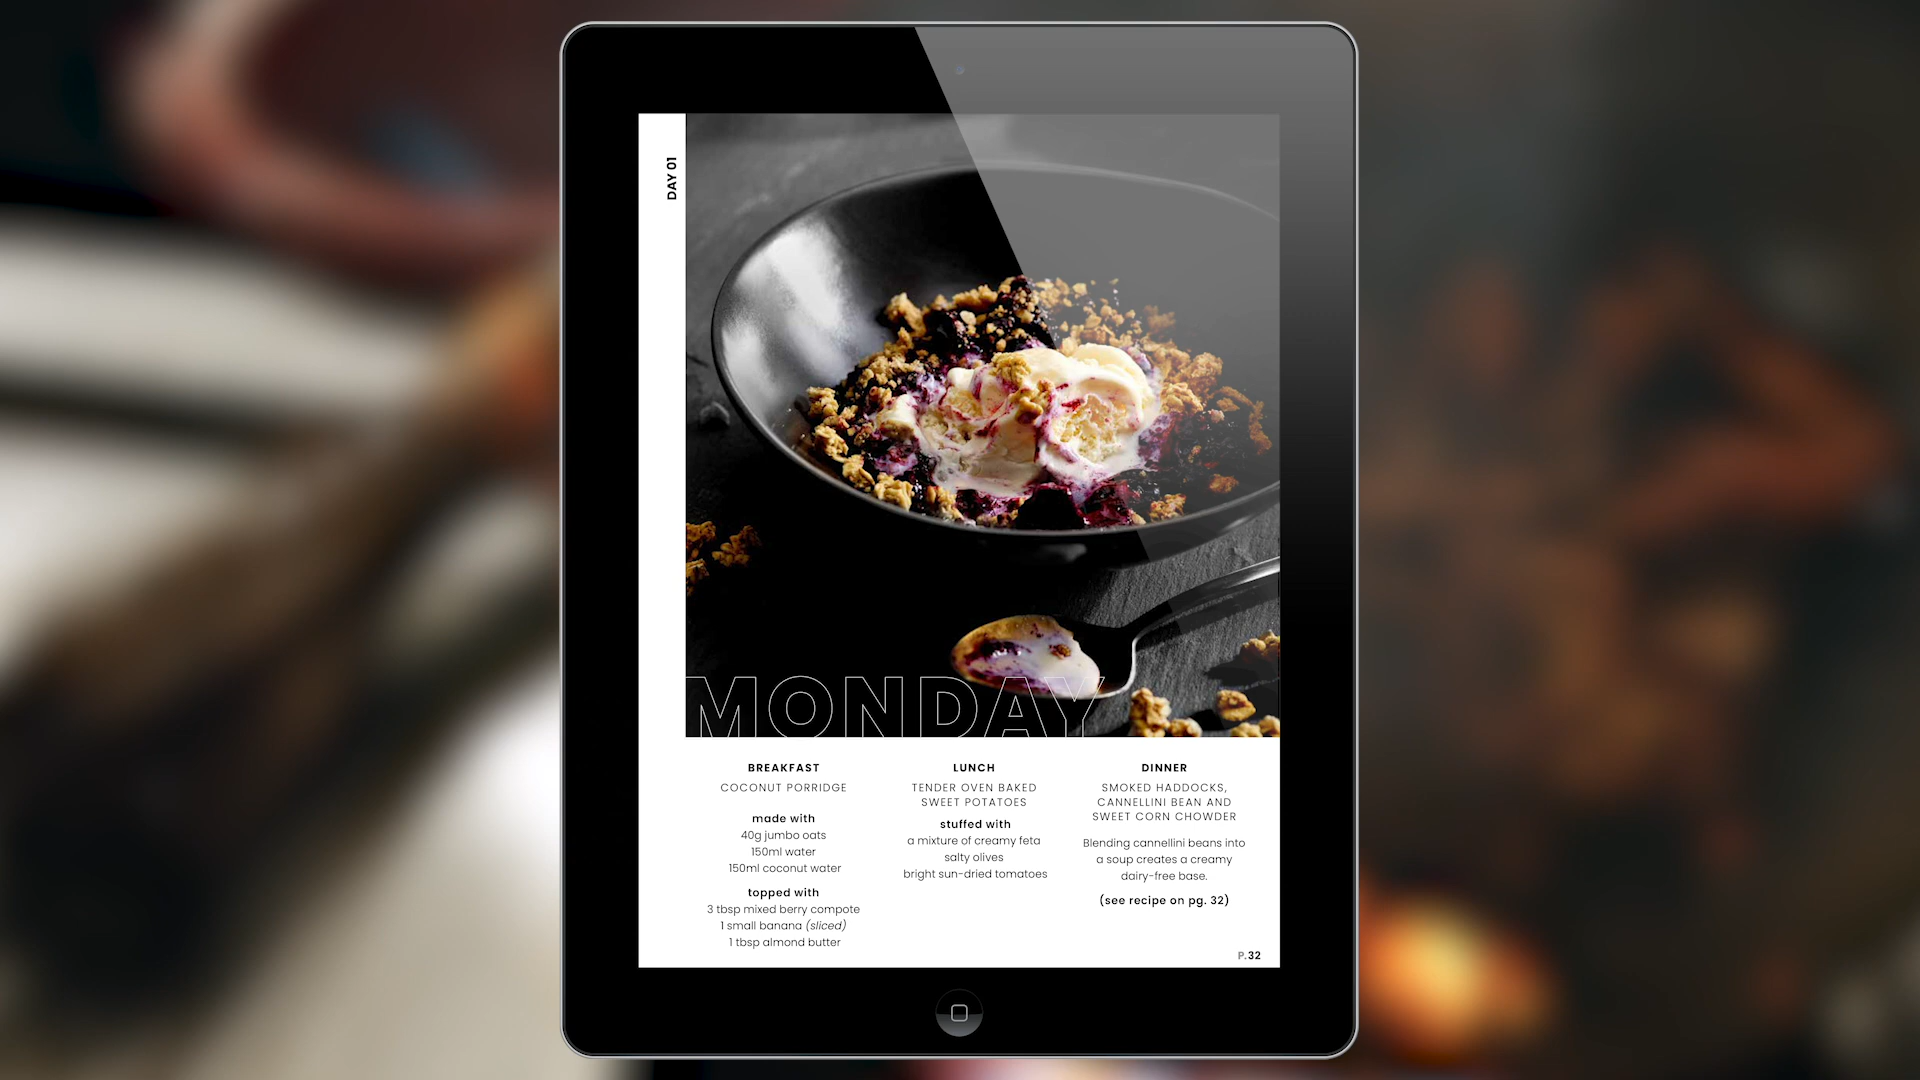 DAY 01
MONDAY
BREAKFAST
COCONUT PORRIDGE
made with
40g jumbo oats
150ml water
150ml coconut water
topped with
3 tbsp mixed berry compote
1 small banana (sliced)
1 tbsp almond butter
LUNCH
TENDER OVEN BAKED
SWEET POTATOES
stuffed with
a mixture of creamy feta
salty olives
bright sun-dried tomatoes
DINNER
SMOKED HADDOCKS,
CANNELLINI BEAN AND
SWEET CORN CHOWDER
Blending cannellini beans into
a soup creates a creamy
dairy-free base.
(see recipe on pg. 32)
P.32